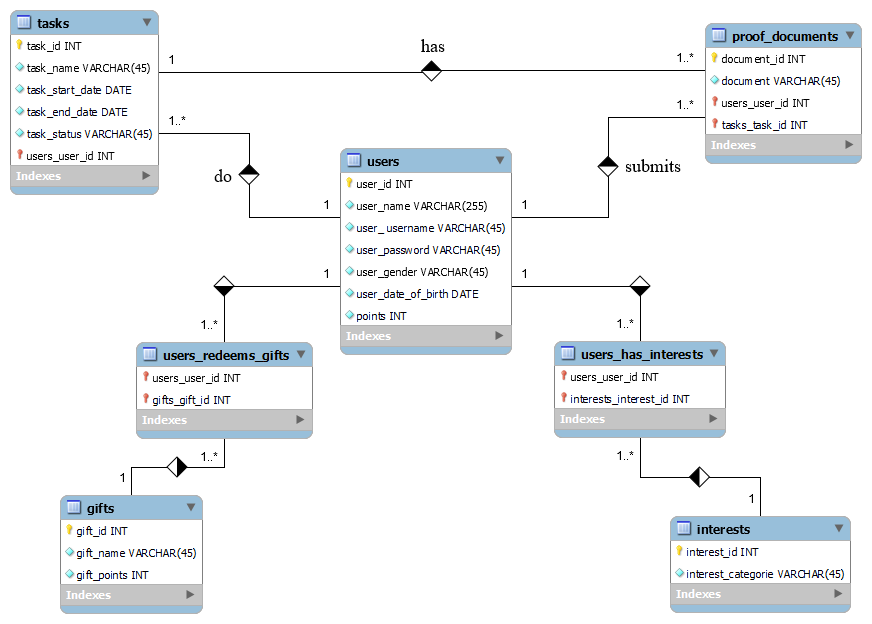 tasks
task_id INT
task_name VARCHAR(45)
task_start_date DATE
task_end_date DATE
task_status VARCHAR(45)
users_user_id INT
Indexes
has
1
1..*
proof_documents
document_id INT
document VARCHAR(45)
users_user_id INT
tasks_task_id INT
Indexes
1..*
do
1
1..*
submits
1
users
user_id INT
user_name VARCHAR(255)
user_username VARCHAR(45)
user_password VARCHAR(45)
user_gender VARCHAR(45)
user_date_of_birth DATE
points INT
Indexes
1
1..*
1
1..*
users_redeems_gifts
users_user_id INT
gifts_gift_id INT
Indexes
users_has_interests
users_user_id INT
interests_interest_id INT
Indexes
1..*
1
1..*
1
gifts
gift_id INT
gift_name VARCHAR(45)
gift_points INT
Indexes
interests
interest_id INT
interest_categorie VARCHAR(45)
Indexes